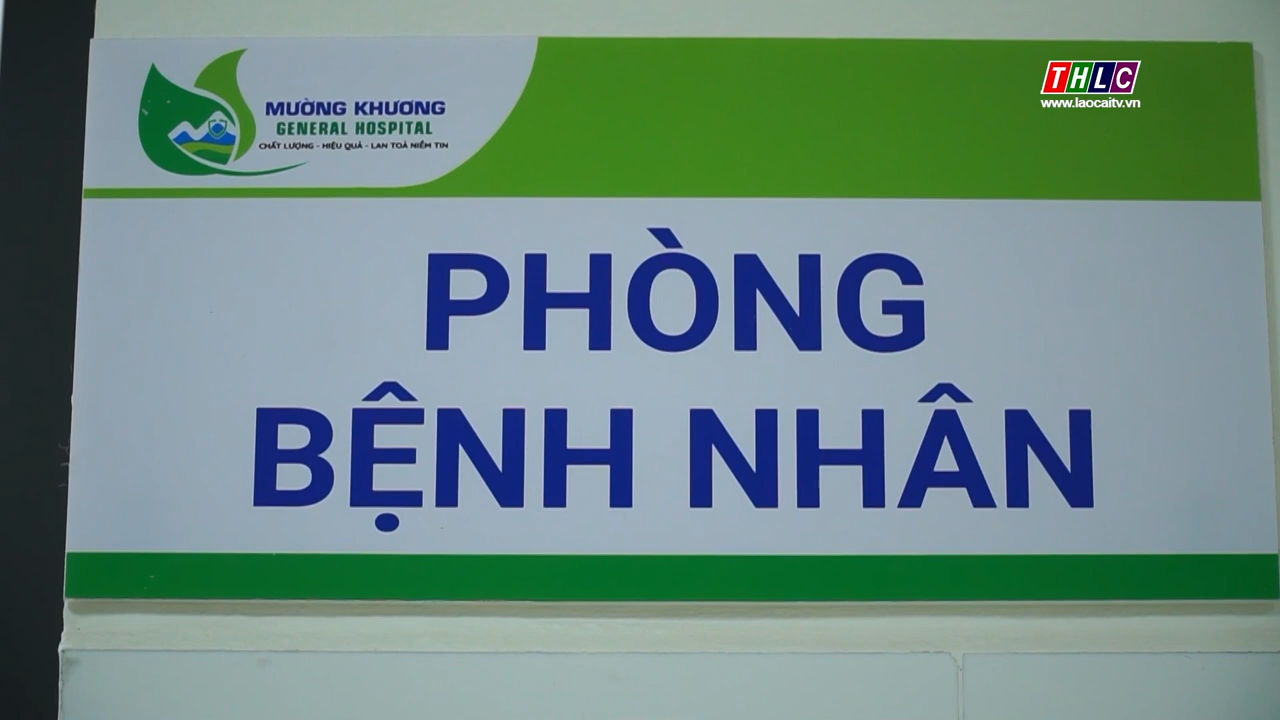 THLC
www.laocaitv.vn
MƯỜNG KHƯƠNG
GENERAL HOSPITAL
CHẤT LƯỢNG - HIỆU QUẢ - LAN TOẢ NIỀM TIN
PHÒNG
BỆNH NHÂN